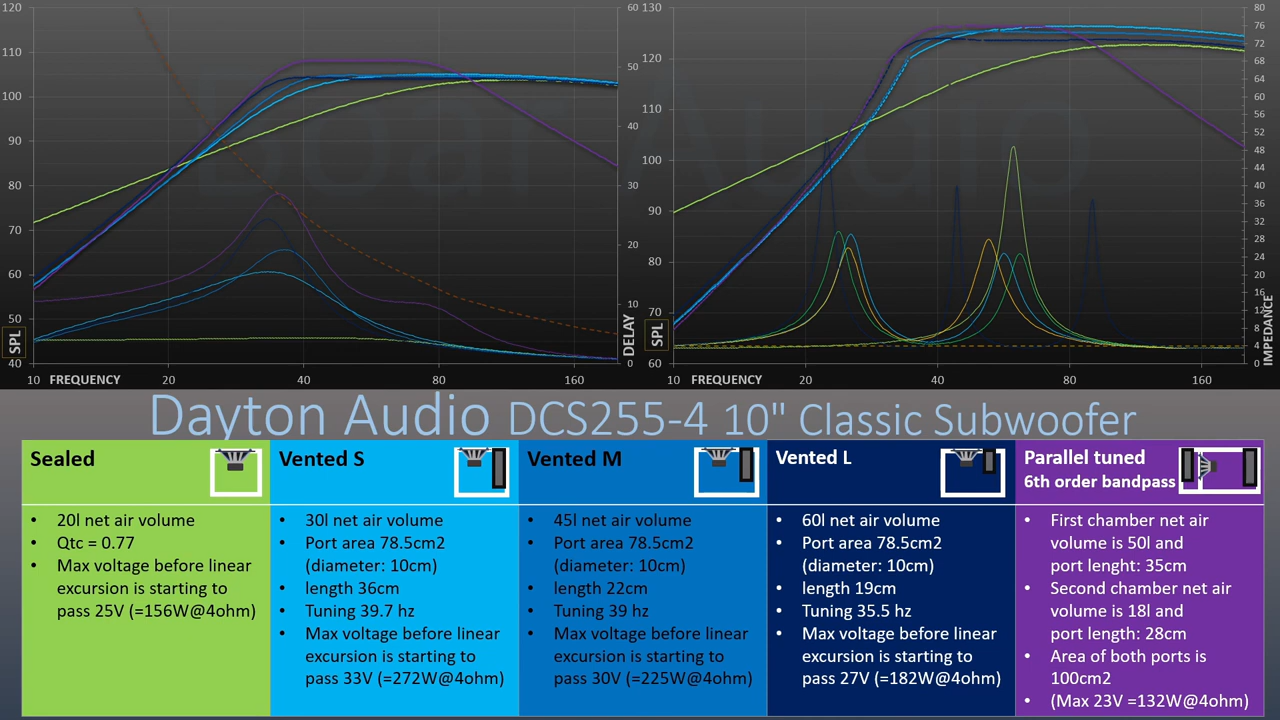 120
110
100
90
80
70
60
50
40
SPL
10 FREQUENCY 20 40 80 160
60
50
40
30
20
10
0
DELAY
Boar Audio
130
120
110
100
90
80
70
60
SPL
10 FREQUENCY 20 40 80 160
80
76
72
68
64
60
56
52
48
44
40
36
32
28
24
20
16
12
8
4
0
IMPEDANCE
Dayton Audio DCS255-4 10" Classic Subwoofer
Sealed
• 20l net air volume
• Qtc = 0.77
• Max voltage before linear
excursion is starting to
pass 25V (=156W@4ohm)
Vented S
• 30l net air volume
• Port area 78.5cm2
(diameter: 10cm)
• length 36cm
• Tuning 39.7 hz
• Max voltage before linear
excursion is starting to
pass 33V (=272W@4ohm)
Vented M
• 45l net air volume
• Port area 78.5cm2
(diameter: 10cm)
• length 22cm
• Tuning 39 hz
• Max voltage before linear
excursion is starting to
pass 30V (=225W@4ohm)
Vented L
• 60l net air volume
• Port area 78.5cm2
(diameter: 10cm)
• length 19cm
• Tuning 35.5 hz
• Max voltage before linear
excursion is starting to
pass 27V (=182W@4ohm)
Parallel tuned
6th order bandpass
• First chamber net air
volume is 50l and
port lenght: 35cm
• Second chamber net air
volume is 18l and
port length: 28cm
• Area of both ports is
100cm2
• (Max 23V =132W@4ohm)